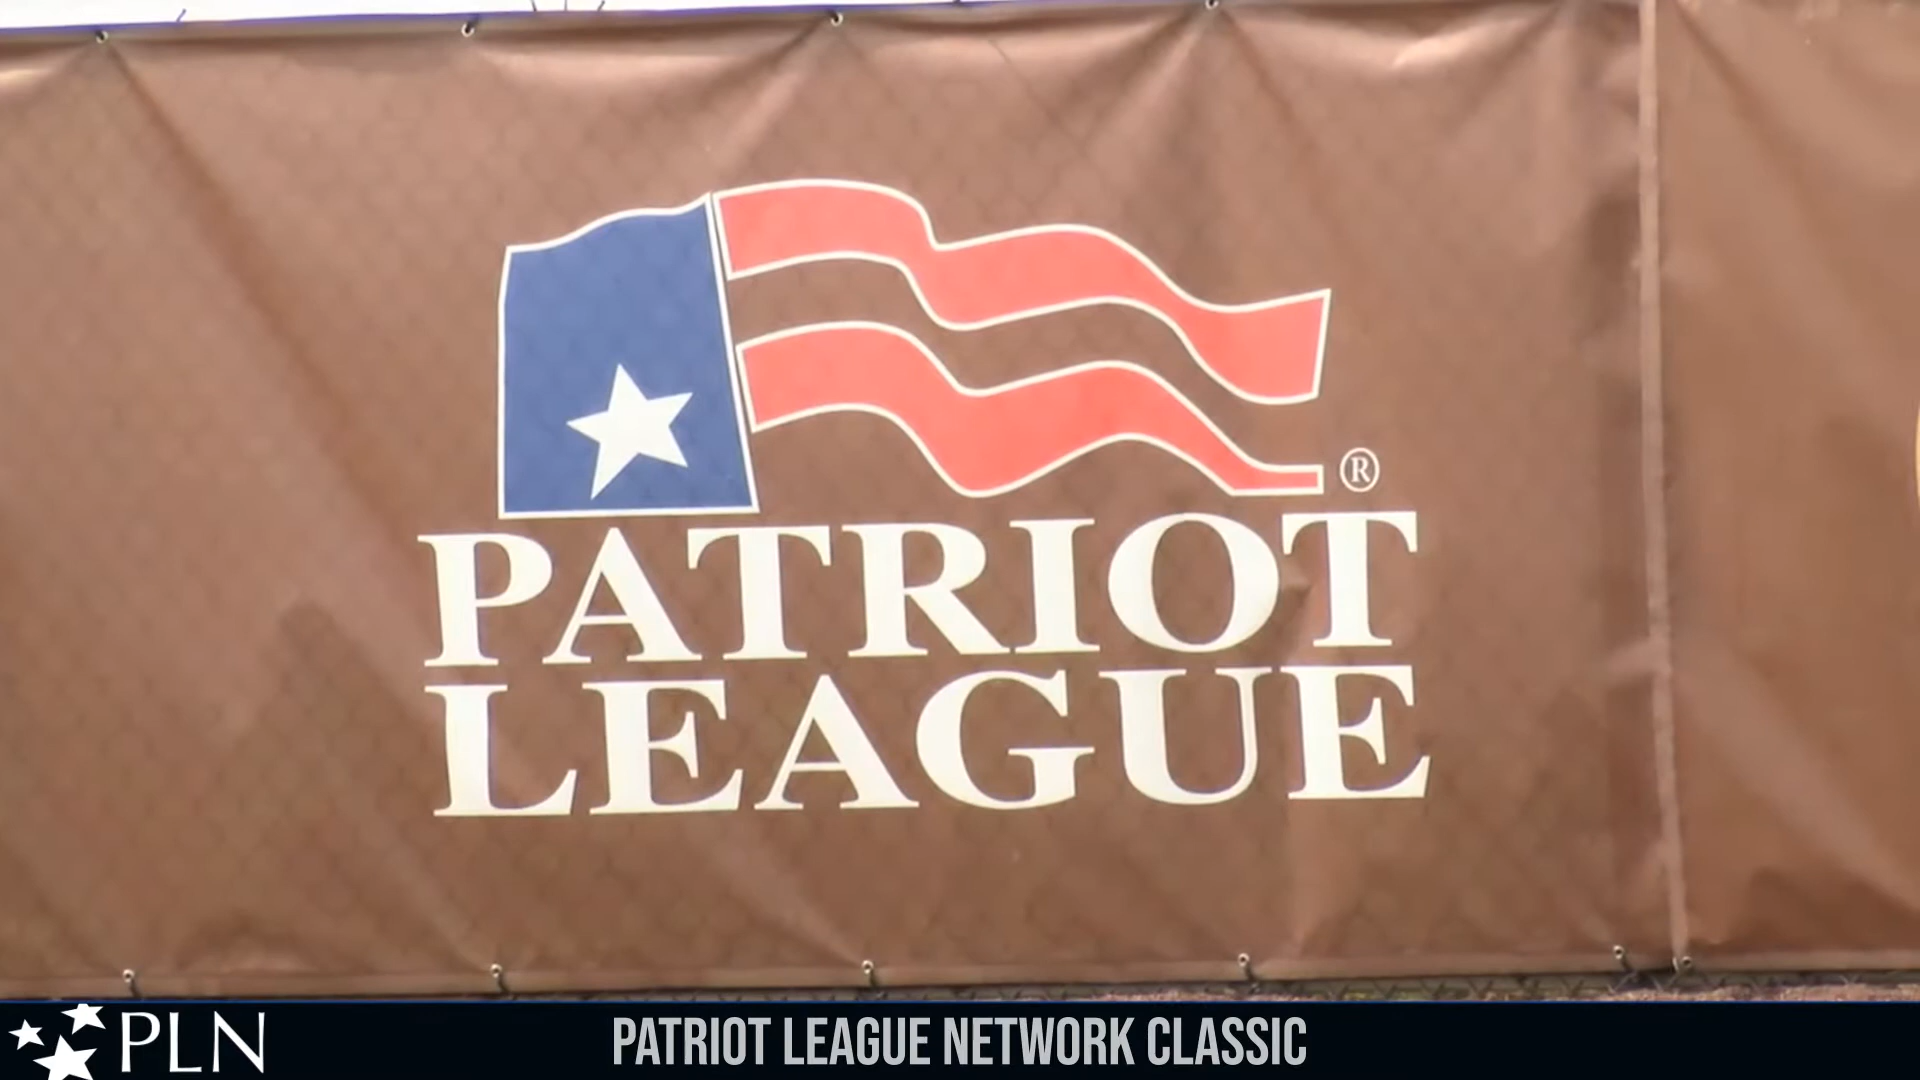 ®
PATRIOT
LEAGUE
PLN
PATRIOT LEAGUE NETWORK CLASSIC